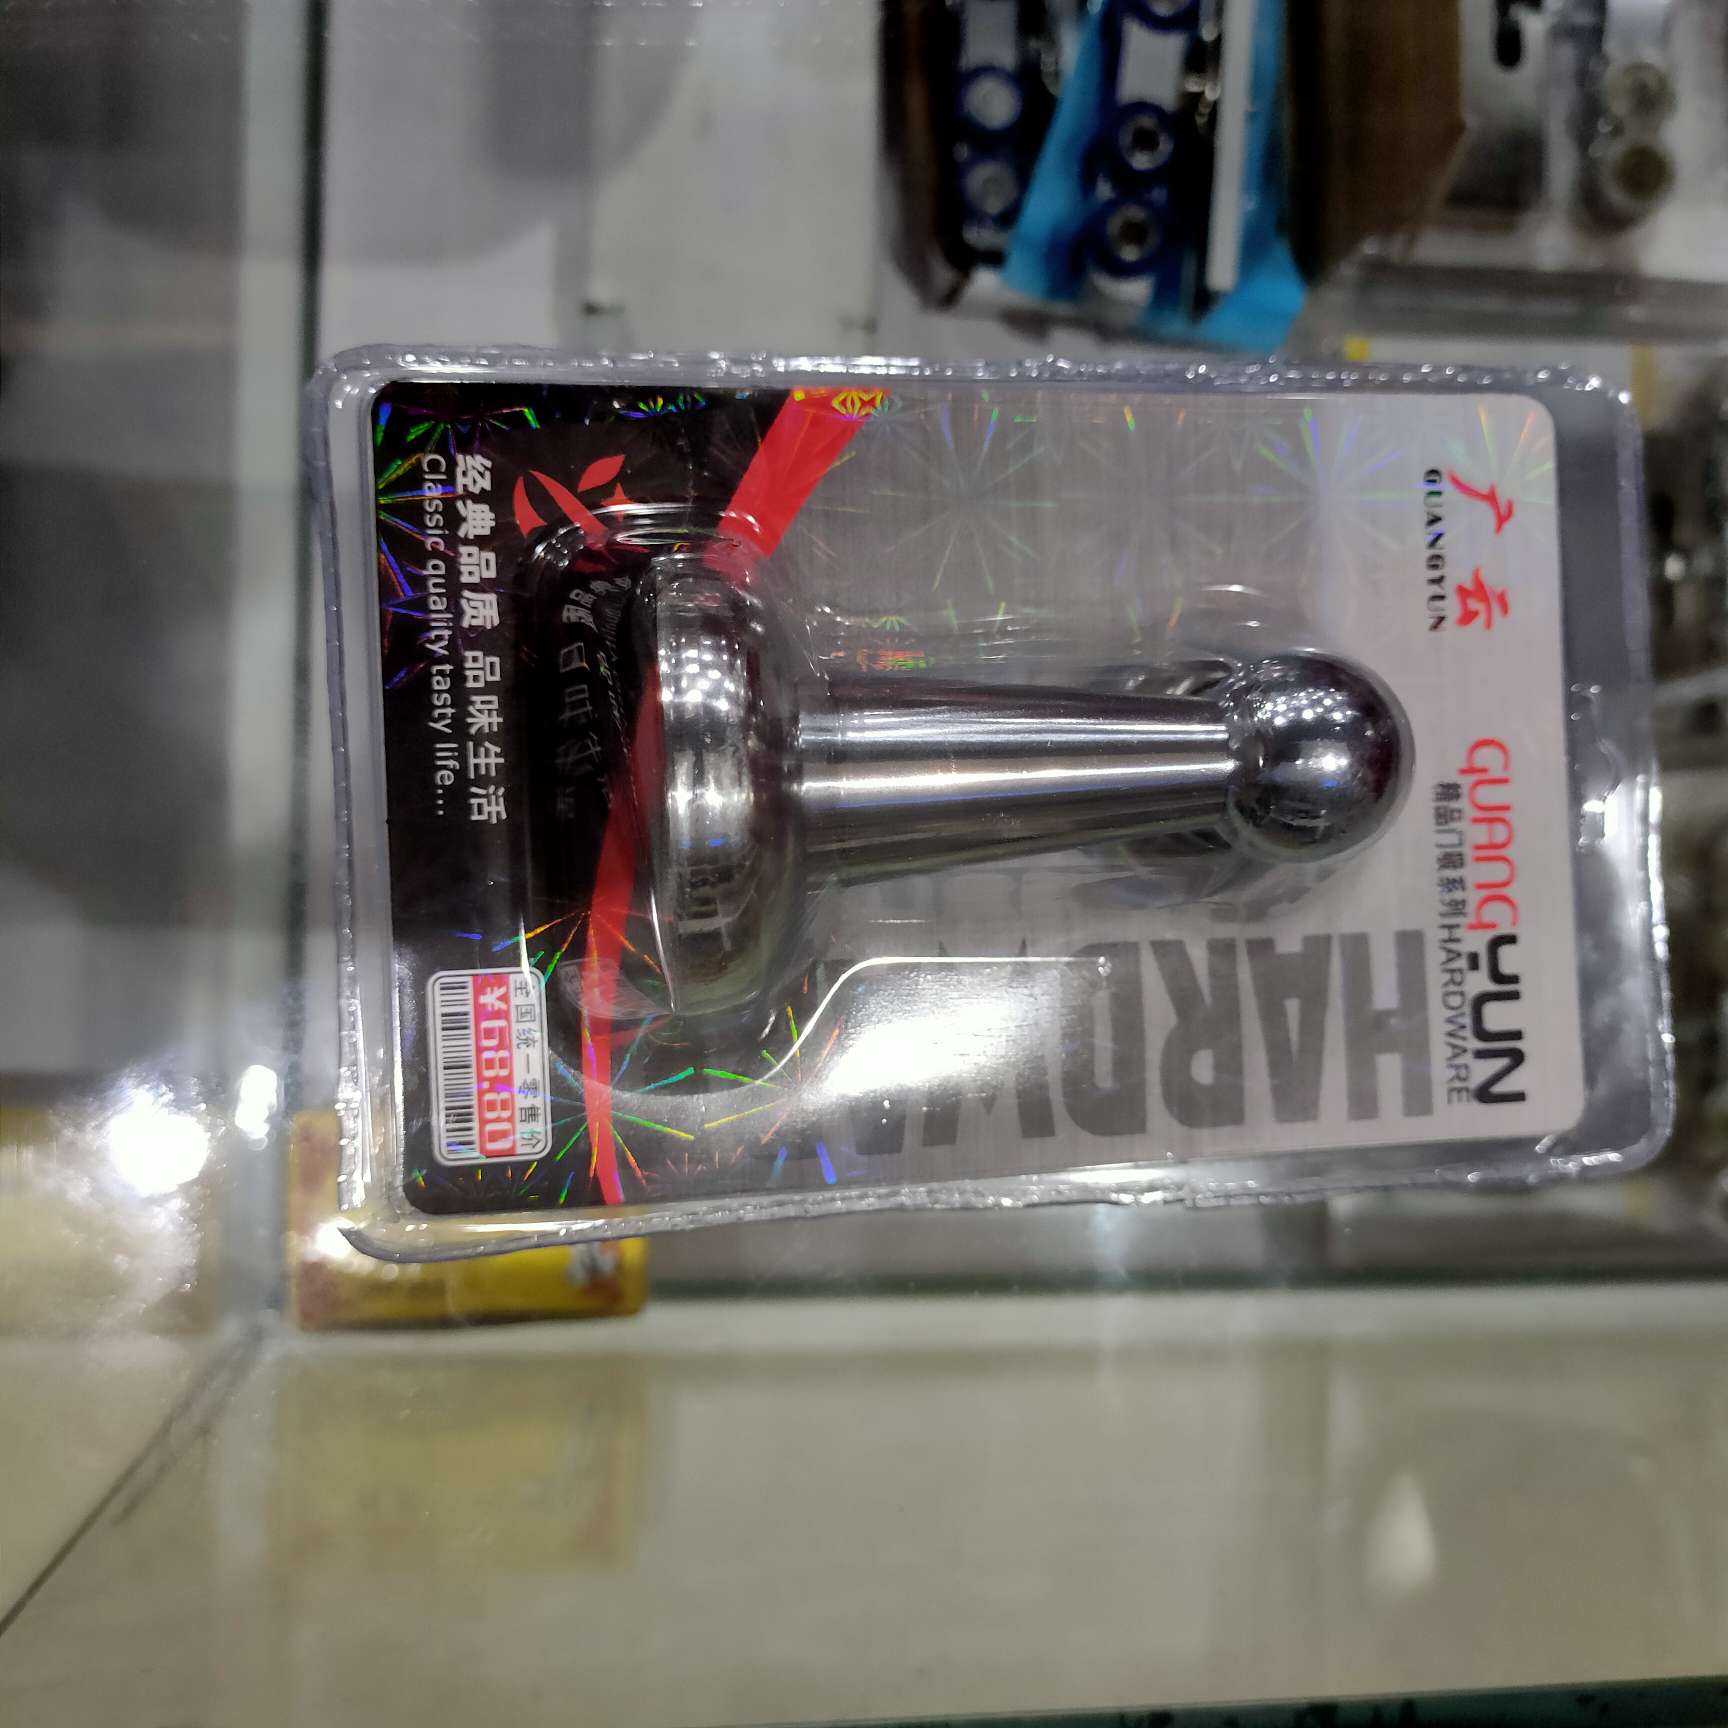 广云
GUANGYUN
GUANGYUN
精品门吸系列HARDWARE
HARDWA
经典品质 品味生活
Classic quality tasty life...
全国统一零售价
￥68.80